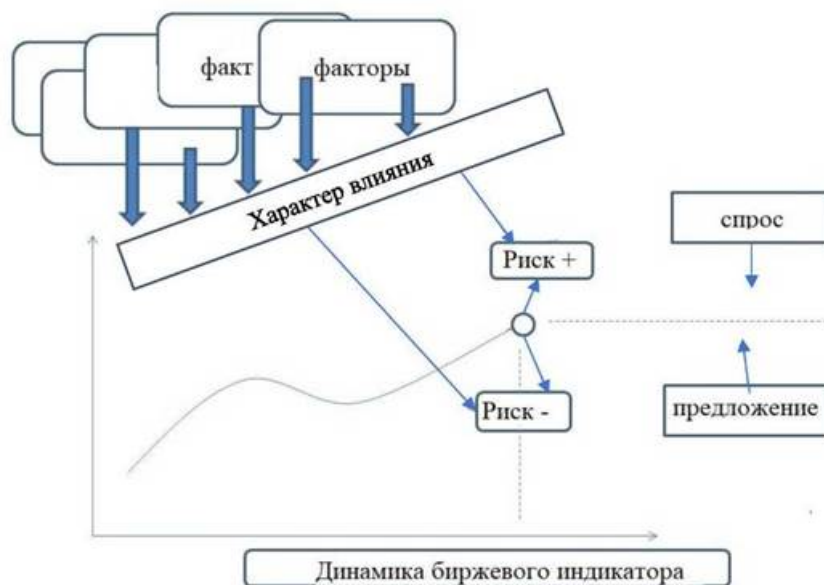 факт
факторы
Характер влияния
спрос
Риск +
предложение
Риск -
Динамика биржевого индикатора